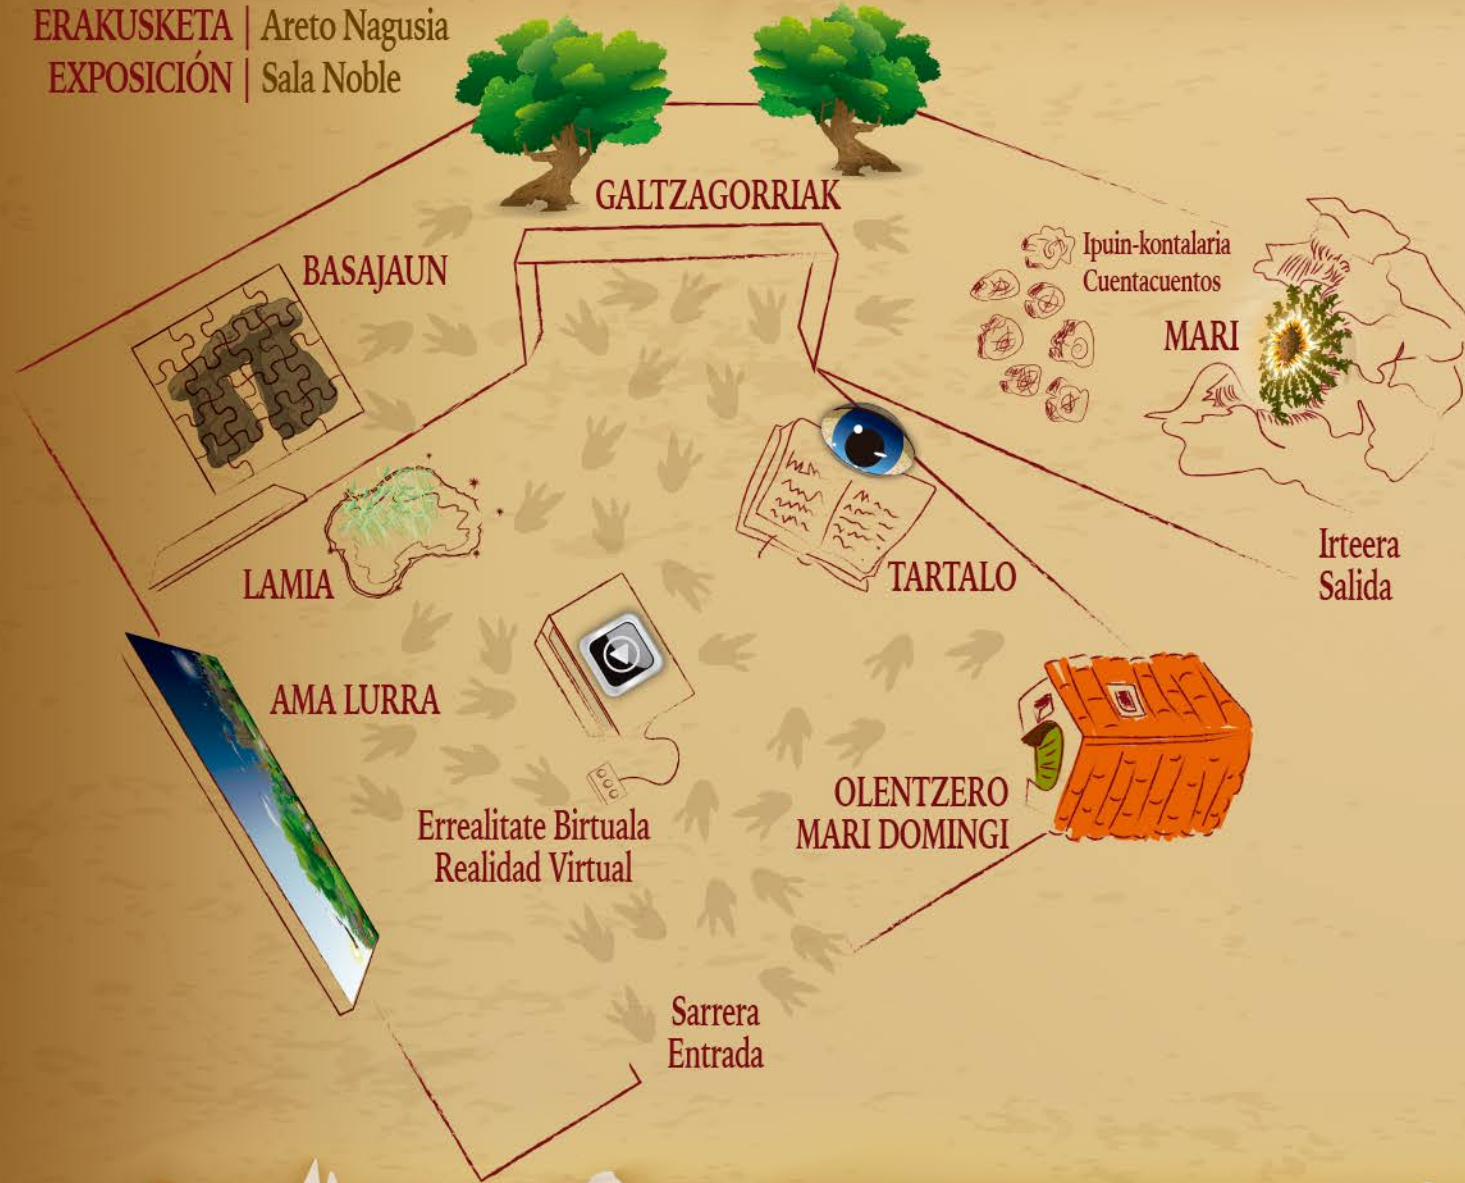 ERAKUSKETA | Areto Nagusia
EXPOSICIÓN | Sala Noble
GALTZAGORRIAK
BASAJAUN
Ipuin-kontalaria
Cuentacuentos
MARI
Irteera
Salida
LAMIA
TARTALO
AMA LURRA
OLENTZERO
MARI DOMINGI
Errealitate Birtuala
Realidad Virtual
Sarrera
Entrada